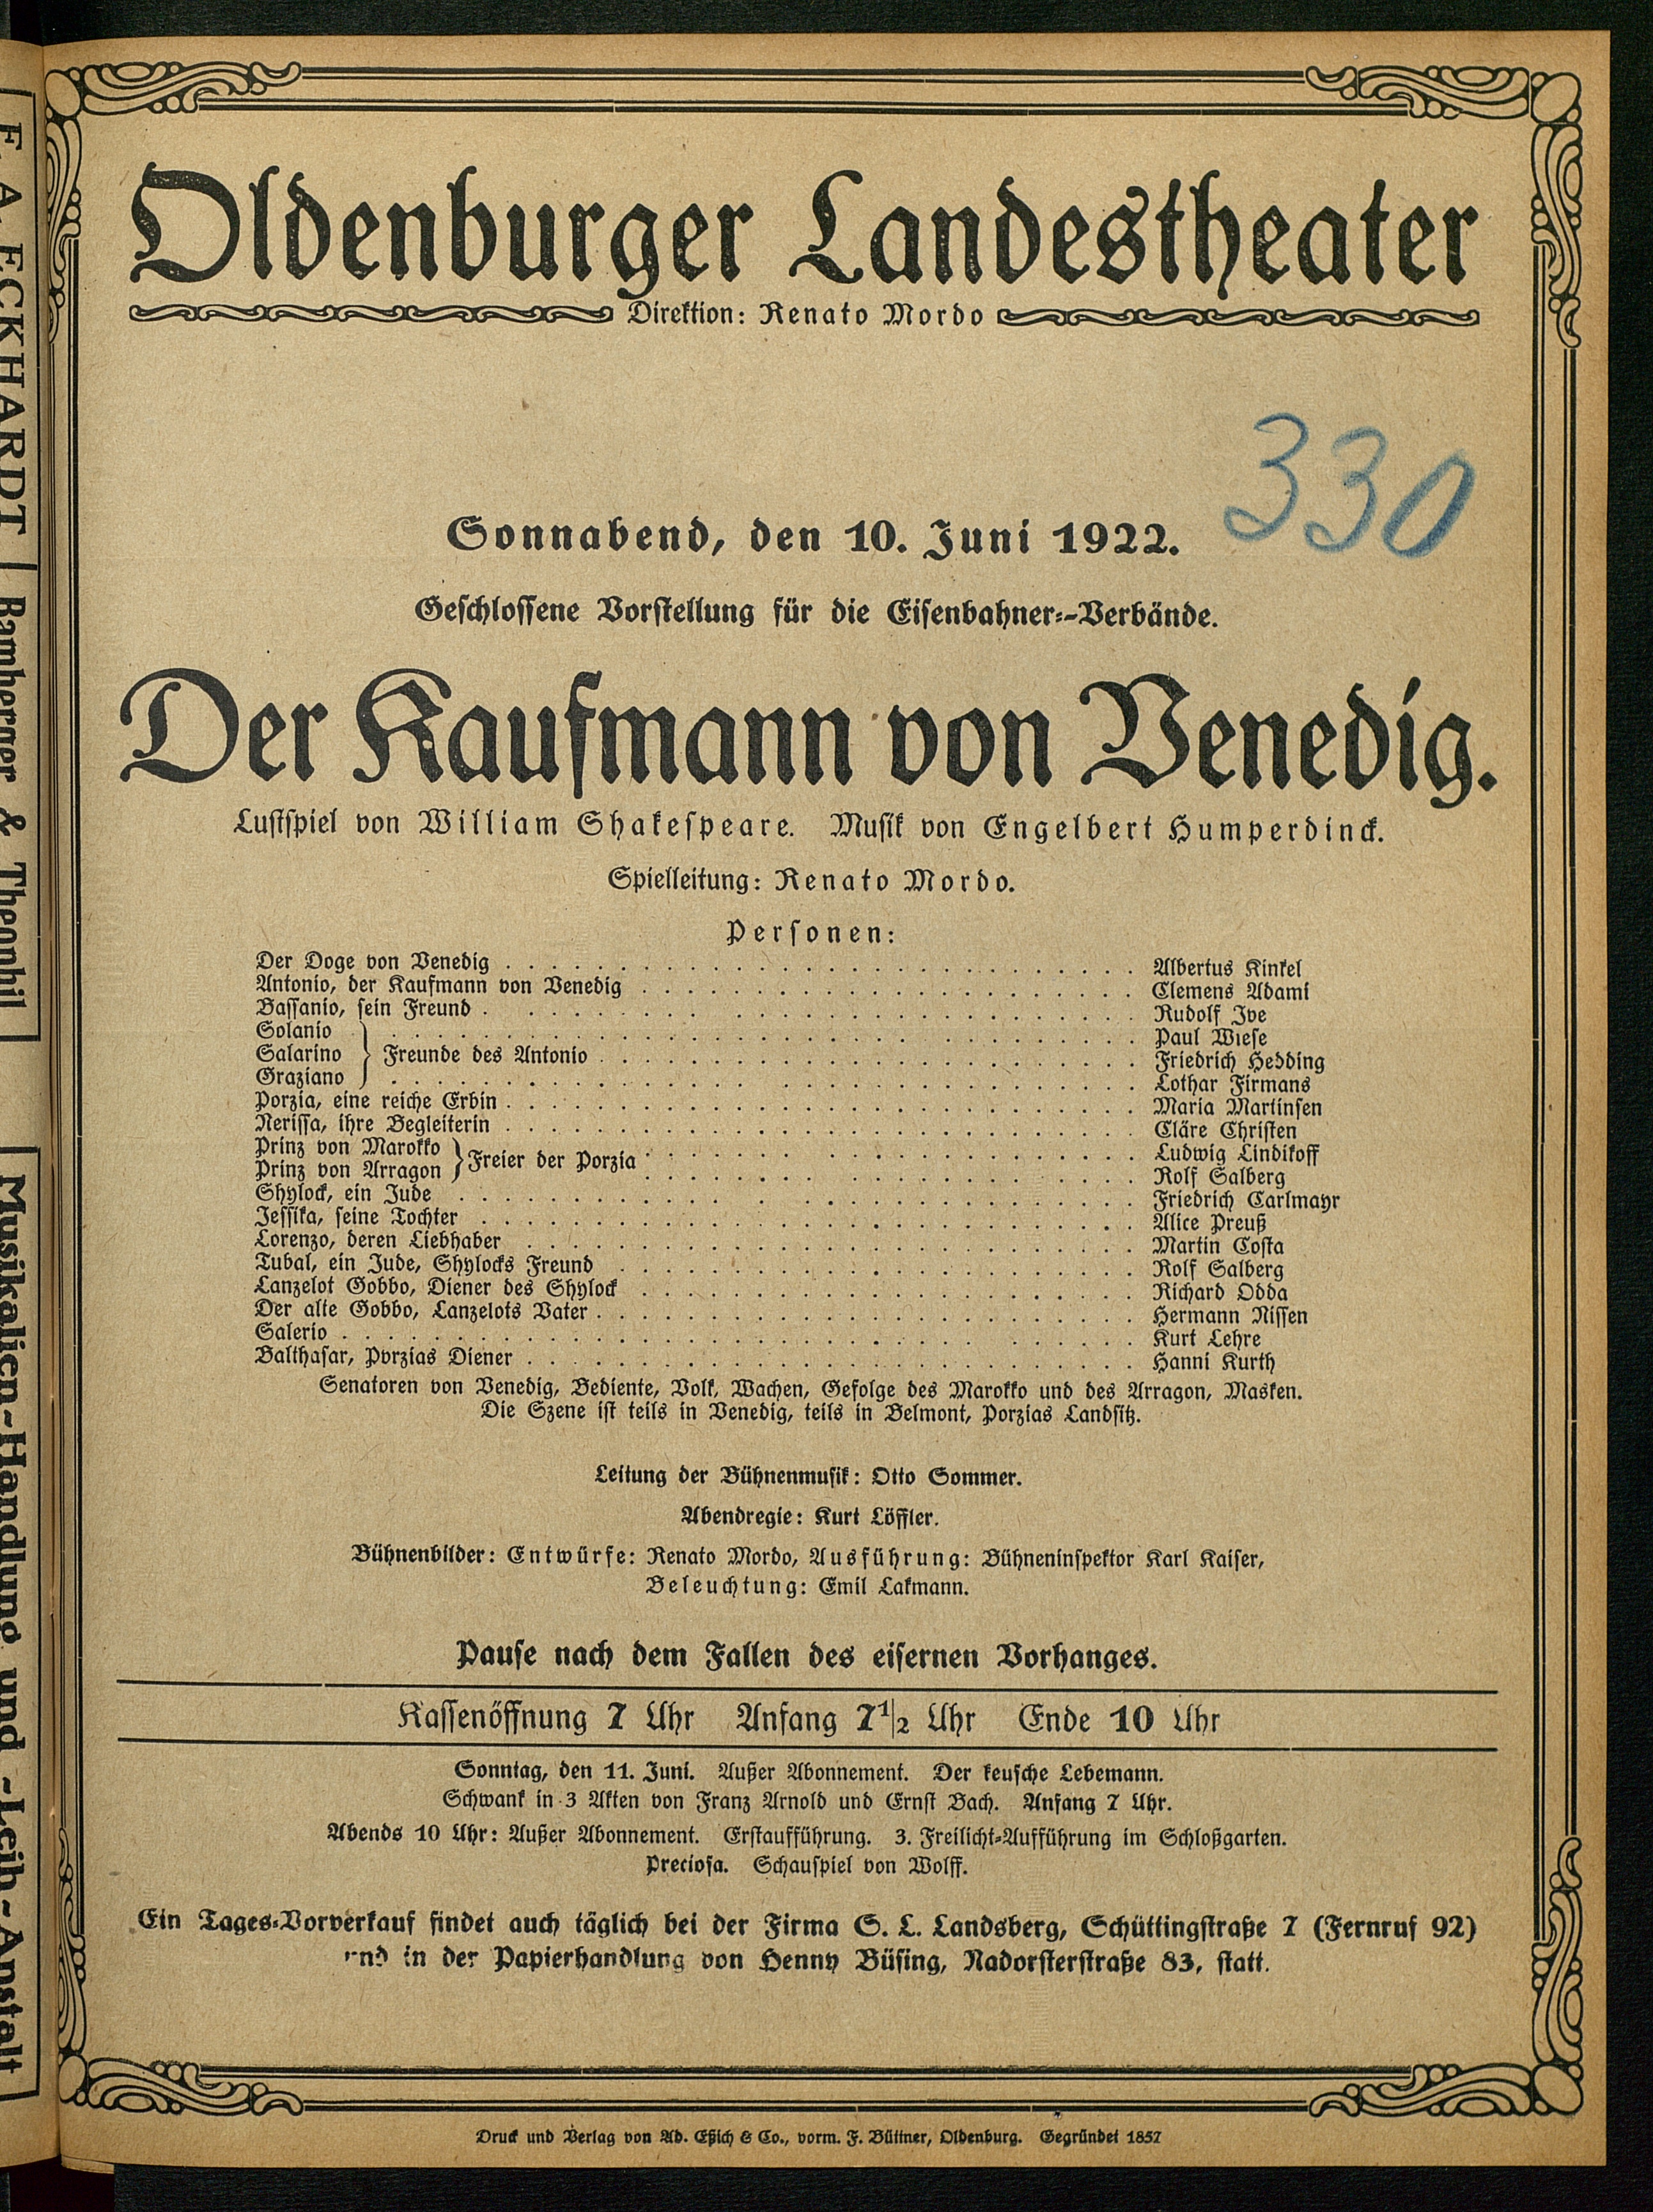 Oldenburger Landestheater
Direktion: Renato Mordo
330
Sonnabend, den 10. Juni 1922.
Geschlossene Vorstellung für die Eisenbahner=-Verbände.
Der Kaufmann von Venedig.
Lustspiel von William Shakespeare. Musik von Engelbert Humperdinck.
Spielleitung: Renato Mordo.
Personen:
Der Doge von Venedig . . . . . Albertus Kinkel
Antonio, der Kaufmann von Venedig . . . . . Clemens Adami
Bassanio, sein Freund . . . . . Rudolf Ive
Solanio . . . . . Paul Wiese
Salarino } Freunde des Antonio . . . . . Friedrich Hedding
Graziano . . . . . Lothar Firmans
Porzia, eine reiche Erbin . . . . . Maria Martinsen
Nerissa, ihre Begleiterin . . . . . Cläre Christen
Prinz von Marokko } Freier der Porzia . . . . . Ludwig Lindikoff
Prinz von Arragon . . . . . Rolf Salberg
Shylock, ein Jude . . . . . Friedrich Carlmayr
Jessika, seine Tochter . . . . . Alice Preuß
Lorenzo, deren Liebhaber . . . . . Martin Costa
Tubal, ein Jude, Shylocks Freund . . . . . Rolf Salberg
Lanzelot Gobbo, Diener des Shylock . . . . . Richard Odda
Der alte Gobbo, Lanzelots Vater . . . . . Hermann Nissen
Salerio . . . . . Kurt Lehre
Balthasar, Porzias Diener . . . . . Hanni Kurth
Senatoren von Venedig, Bediente, Volk, Wachen, Gefolge des Marokko und des Arragon, Masken.
Die Szene ist teils in Venedig, teils in Belmont, Porzias Landsitz.
Leitung der Bühnenmusik: Otto Sommer.
Abendregie: Kurt Löffler.
Bühnenbilder: Entwürfe: Renato Mordo, Ausführung: Bühneninspektor Karl Kaiser,
Beleuchtung: Emil Lakmann.
Pause nach dem Fallen des eisernen Vorhanges.
Kassenöffnung 7 Uhr Anfang 7 1/2 Uhr Ende 10 Uhr
Sonntag, den 11. Juni. Außer Abonnement. Der keusche Lebemann.
Schwank in 3 Akten von Franz Arnold und Ernst Bach. Anfang 7 Uhr.
Abends 10 Uhr: Außer Abonnement. Erstaufführung. 3. Freilicht=Aufführung im Schloßgarten.
Preciosa. Schauspiel von Wolff.
Ein Tages=Vorverkauf findet auch täglich bei der Firma S. L. Landsberg, Schüttingstraße 7 (Fernruf 92)
und in der Papierhandlung von Henny Büsing, Nadorsterstraße 83, statt.
Druck und Verlag von Ad. Eßich & Co., vorm. F. Büttner, Oldenburg. Gegründet 1857
F. A. ECKHARDT
Bamberger & Theophil
Musikalien-Handlung und -Leih-Anstalt